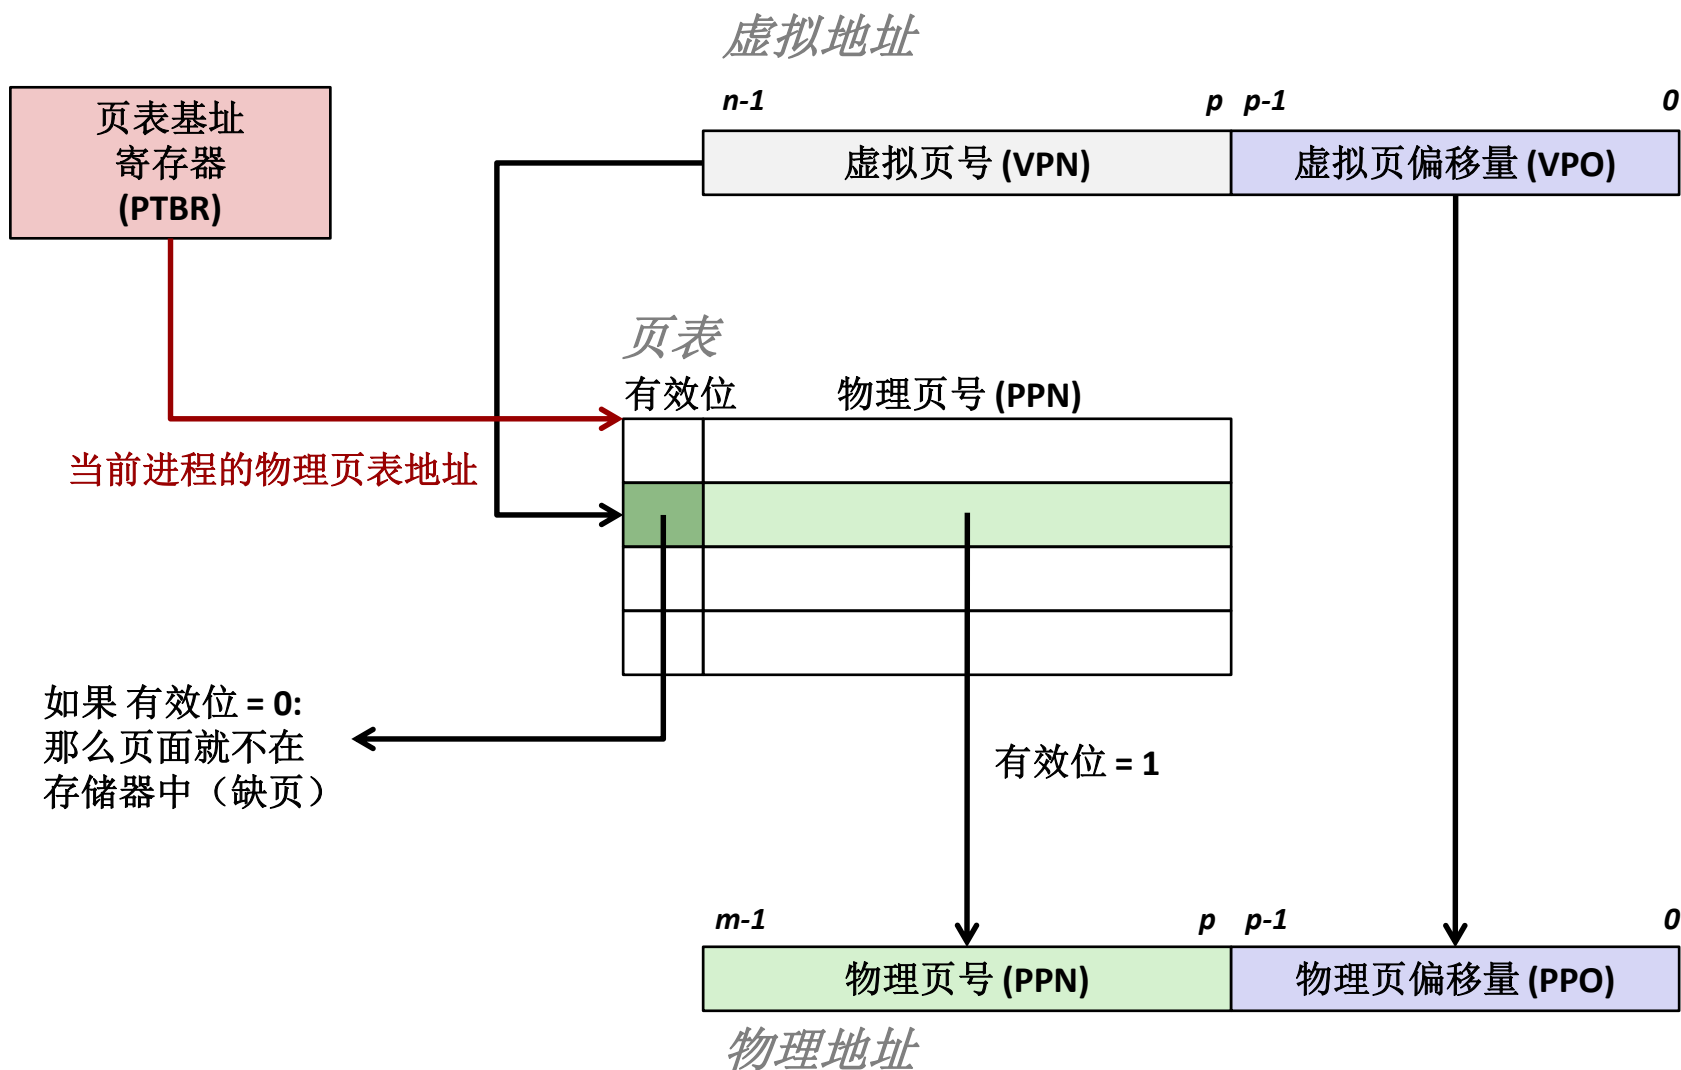 虚拟地址
页表基址
寄存器
(PTBR)
n-1 p p-1 0
虚拟页号 (VPN) 虚拟页偏移量 (VPO)
页表
有效位 物理页号 (PPN)
当前进程的物理页表地址
如果 有效位 = 0:
那么页面就不在
存储器中（缺页）
有效位 = 1
m-1 p p-1 0
物理页号 (PPN) 物理页偏移量 (PPO)
物理地址